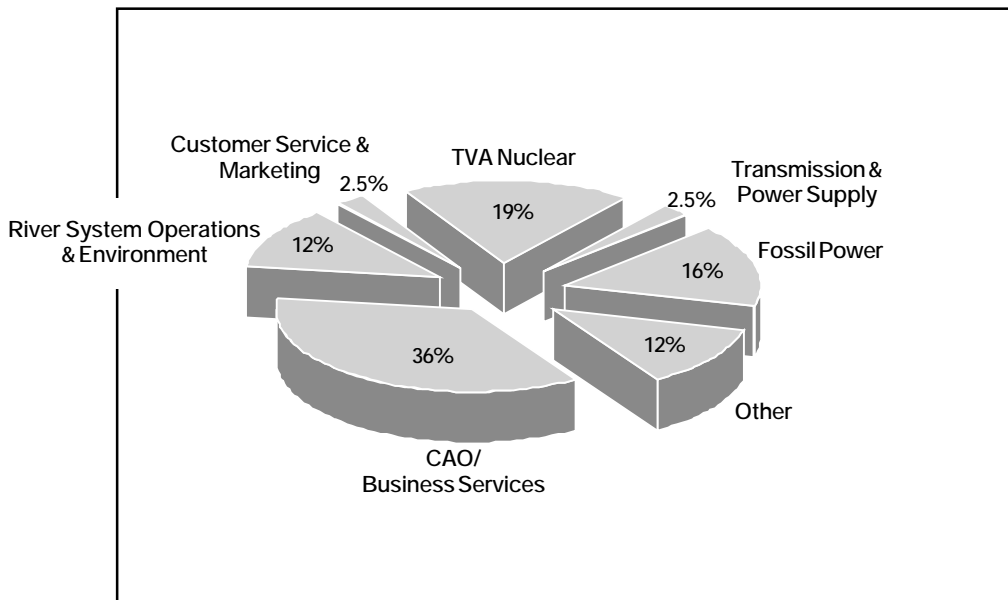 Customer Service &
Marketing
2.5%
TVA Nuclear
19%
Transmission &
Power Supply
2.5%
River System Operations
& Environment
12%
Fossil Power
16%
36%
12%
Other
CAO/
Business Services